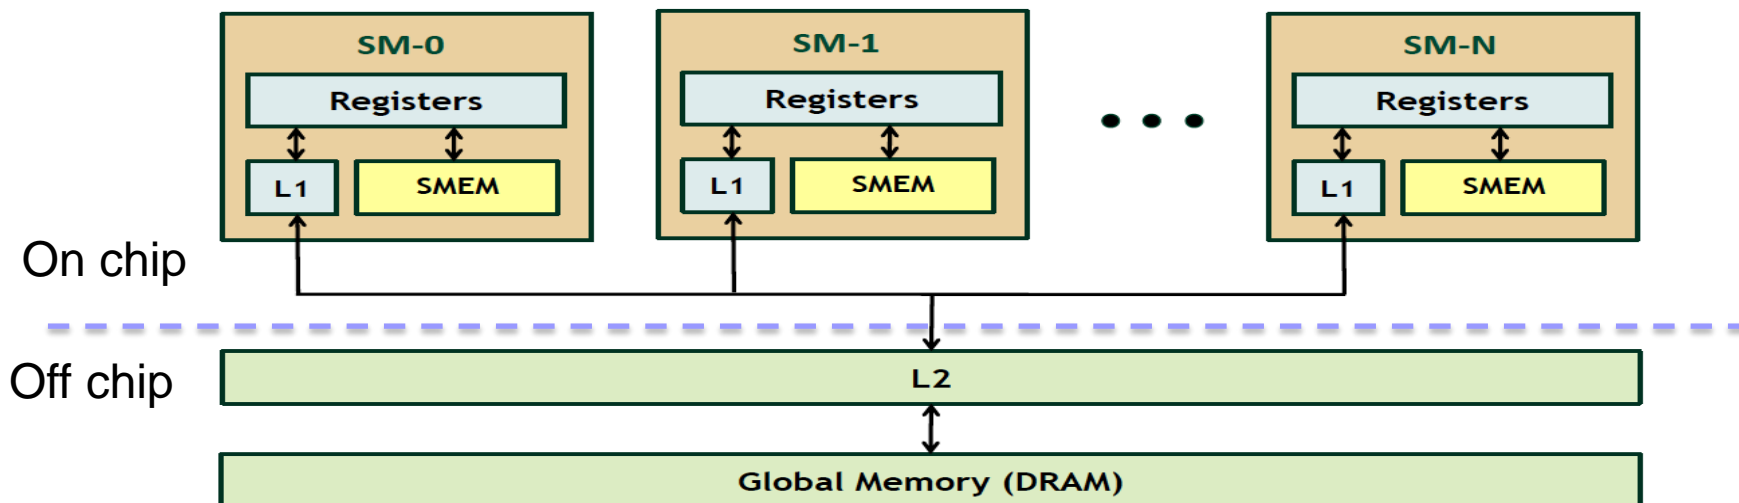 SM-0
Registers
L1
SMEM
SM-1
Registers
L1
SMEM
SM-N
Registers
L1
SMEM
On chip
Off chip
L2
Global Memory (DRAM)